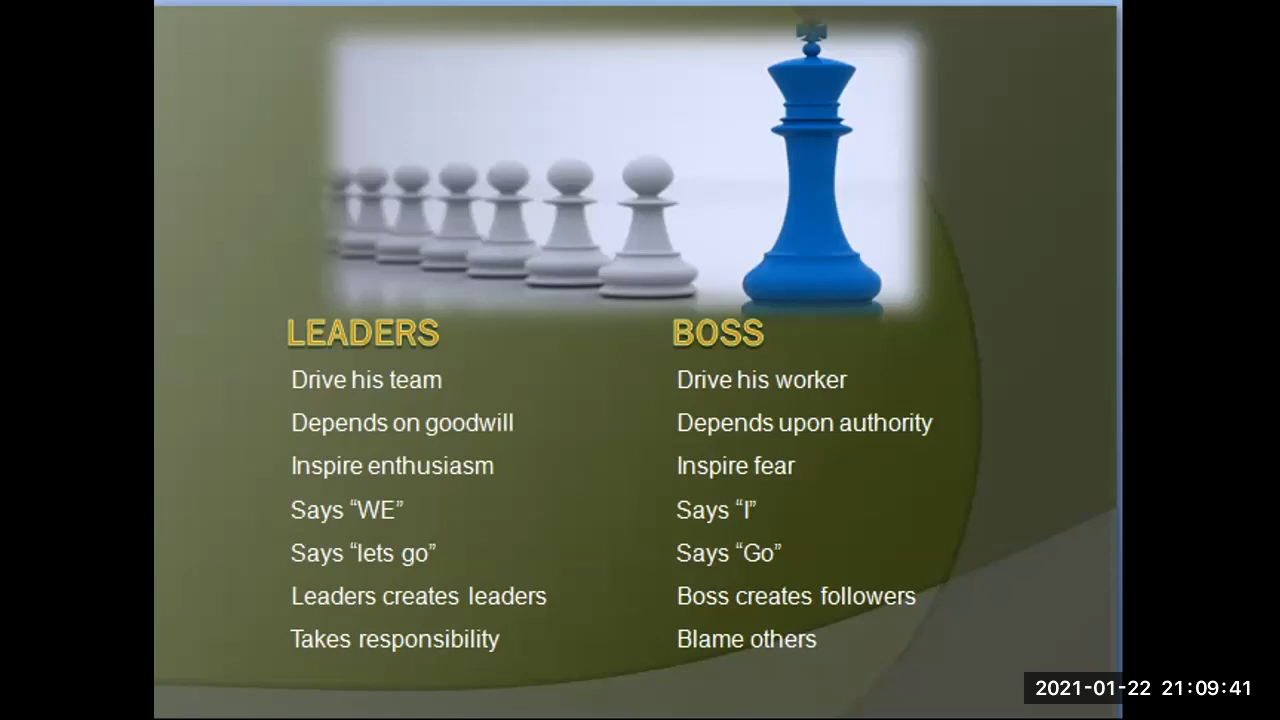 LEADERS
Drive his team
Depends on goodwill
Inspire enthusiasm
Says “WE”
Says “lets go”
Leaders creates leaders
Takes responsibility
BOSS
Drive his worker
Depends upon authority
Inspire fear
Says “I”
Says “Go”
Boss creates followers
Blame others
2021-01-22 21:09:41